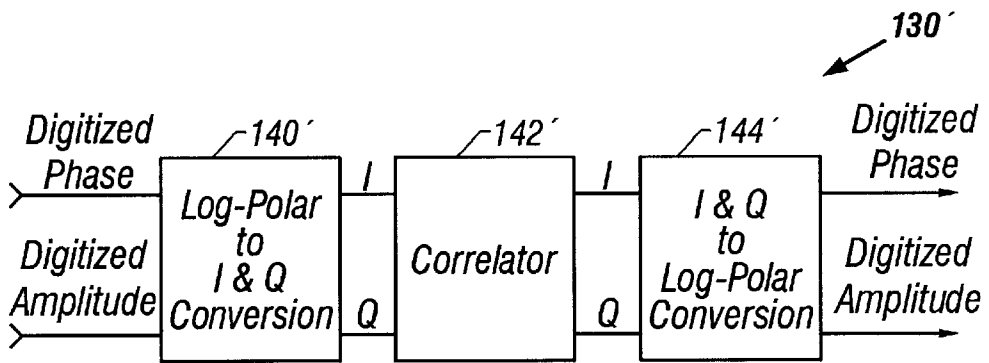 130´
Digitized
Phase
Digitized
Amplitude
140´
Log-Polar
to
I & Q
Conversion
I
Q
142´
Correlator
I
Q
144´
I & Q
to
Log-Polar
Conversion
Digitized
Phase
Digitized
Amplitude